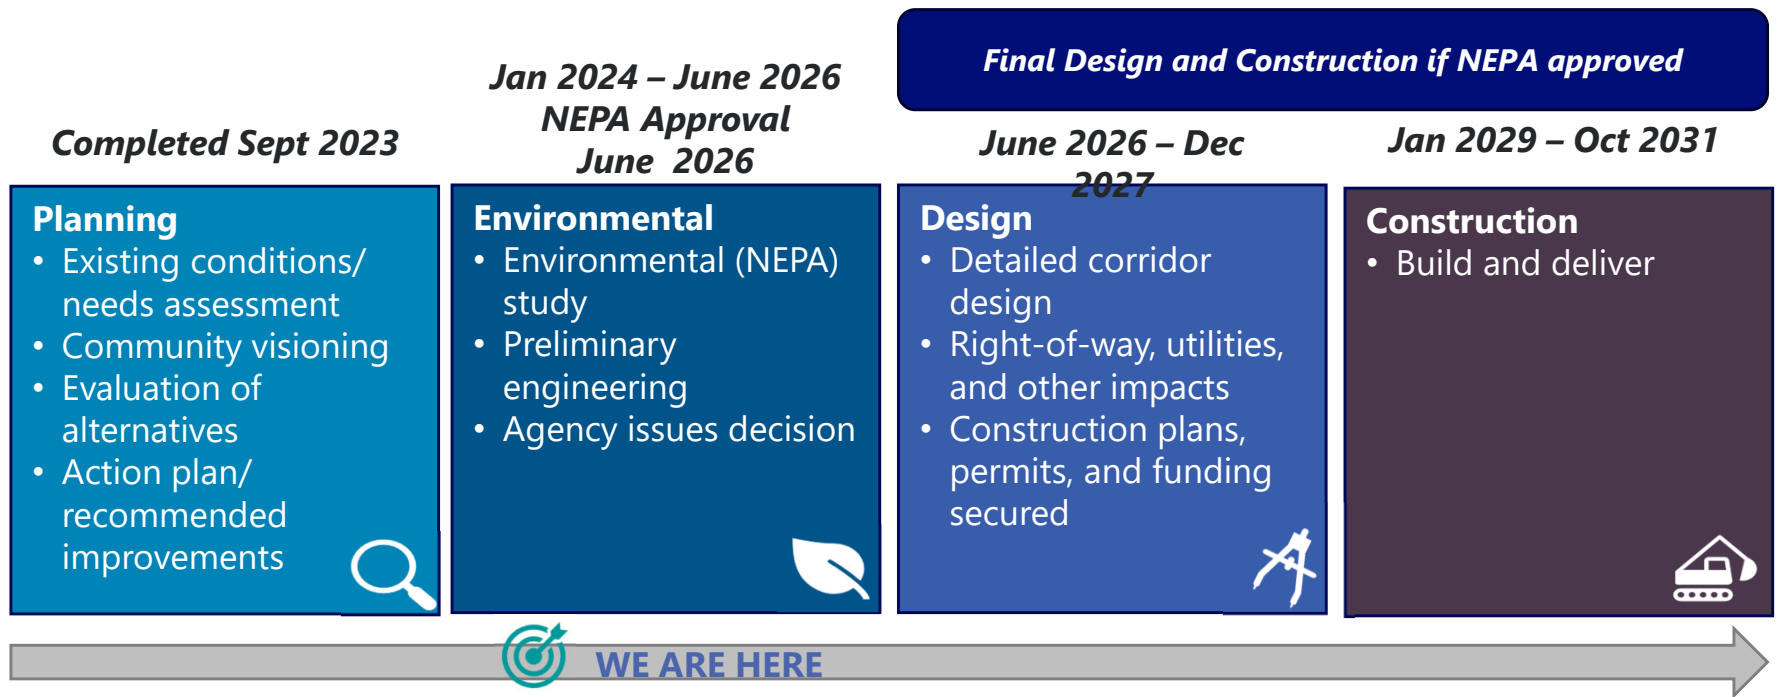 Final Design and Construction if NEPA approved
Completed Sept 2023
Jan 2024 – June 2026
NEPA Approval
June 2026
June 2026 – Dec
2027
Jan 2029 – Oct 2031
Planning
• Existing conditions/
needs assessment
• Community visioning
• Evaluation of
alternatives
• Action plan/
recommended
improvements
Environmental
• Environmental (NEPA)
study
• Preliminary
engineering
• Agency issues decision
Design
• Detailed corridor
design
• Right-of-way, utilities,
and other impacts
• Construction plans,
permits, and funding
secured
Construction
• Build and deliver
WE ARE HERE